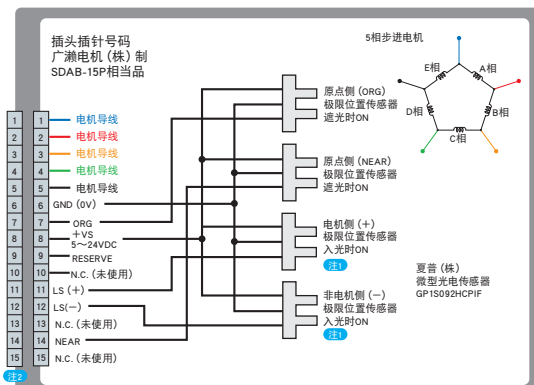 插头插针号码
广濑电机 (株) 制
SDAB-15P相当品
5相步进电机
E相
A相
D相
B相
C相
原点侧 (ORG)
极限位置传感器
遮光时ON
原点侧 (NEAR)
极限位置传感器
遮光时ON
电机侧 (+)
极限位置传感器
入光时ON
注1
非电机侧 (−)
极限位置传感器
入光时ON
注1
夏普 (株)
微型光电传感器
GP1S092HCPIF
1 1 电机导线
2 2 电机导线
3 3 电机导线
4 4 电机导线
5 5 电机导线
6 6 GND (0V)
7 7 ORG
8 8 +VS
5~24VDC
9 9 RESERVE
10 10 N.C. (未使用)
11 11 LS (+)
12 12 LS(−)
13 13 N.C. (未使用)
14 14 NEAR
15 15 N.C. (未使用)
注2